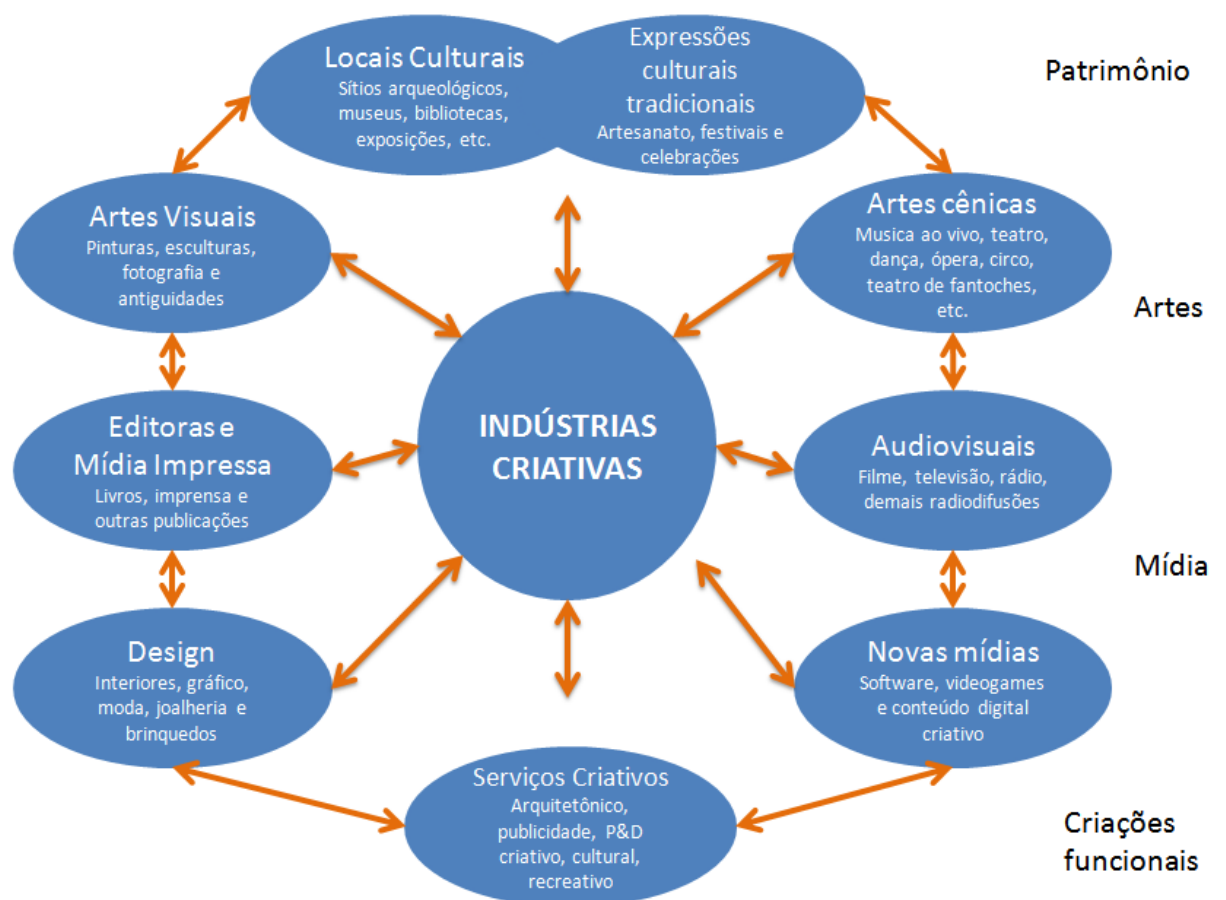 Locais Culturais
Sítios arqueológicos,
museus, bibliotecas,
exposições, etc.
Expressões
culturais
tradicionais
Artesanato, festivais e
celebrações
Patrimônio
Artes Visuais
Pinturas, esculturas,
fotografia e
antiguidades
Artes cênicas
Musica ao vivo, teatro,
dança, ópera, circo,
teatro de fantoches,
etc.
Artes
INDÚSTRIAS
CRIATIVAS
Editoras e
Mídia Impressa
Livros, imprensa e
outras publicações
Audiovisuais
Filme, televisão, rádio,
demais radiodifusões
Mídia
Design
Interiores, gráfico,
moda, joalheria e
brinquedos
Novas mídias
Software, videogames
e conteúdo digital
criativo
Serviços Criativos
Arquitetônico,
publicidade, P&D
criativo, cultural,
recreativo
Criações
funcionais